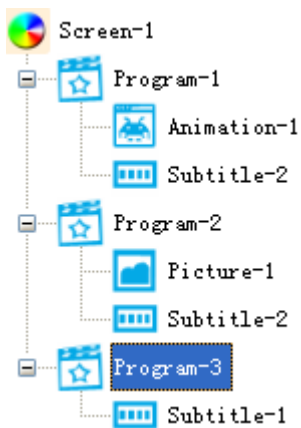 Screen-1
Program-1
Animation-1
Subtitle-2
Program-2
Picture-1
Subtitle-2
Program-3
Subtitle-1